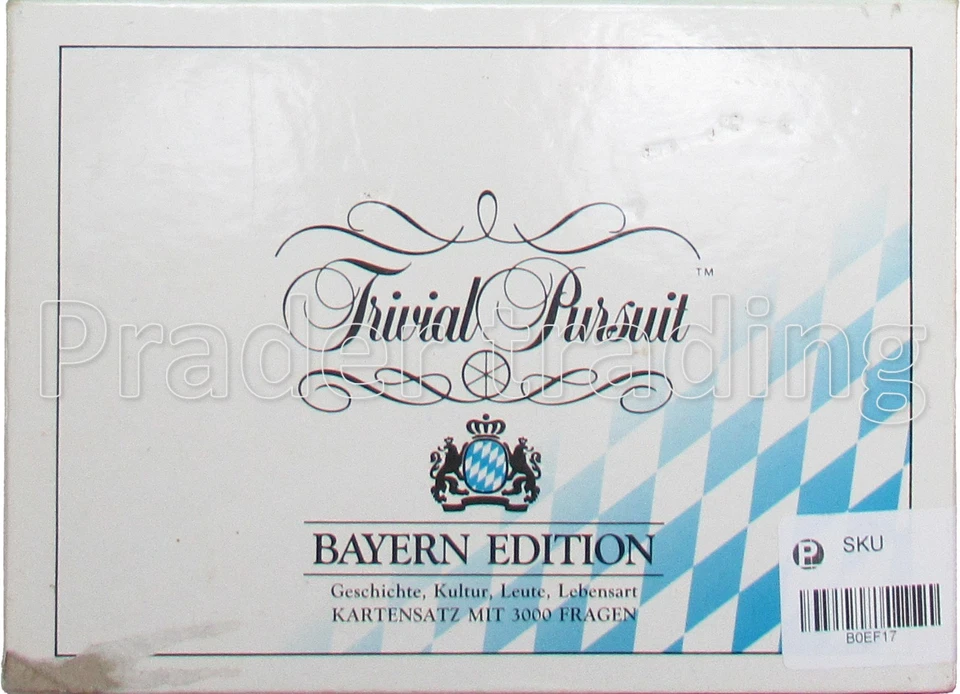 Trivial Pursuit ™
Prader trading
BAYERN EDITION
Geschichte, Kultur, Leute, Lebensart
KARTENSATZ MIT 3000 FRAGEN
SKU
B0EF17